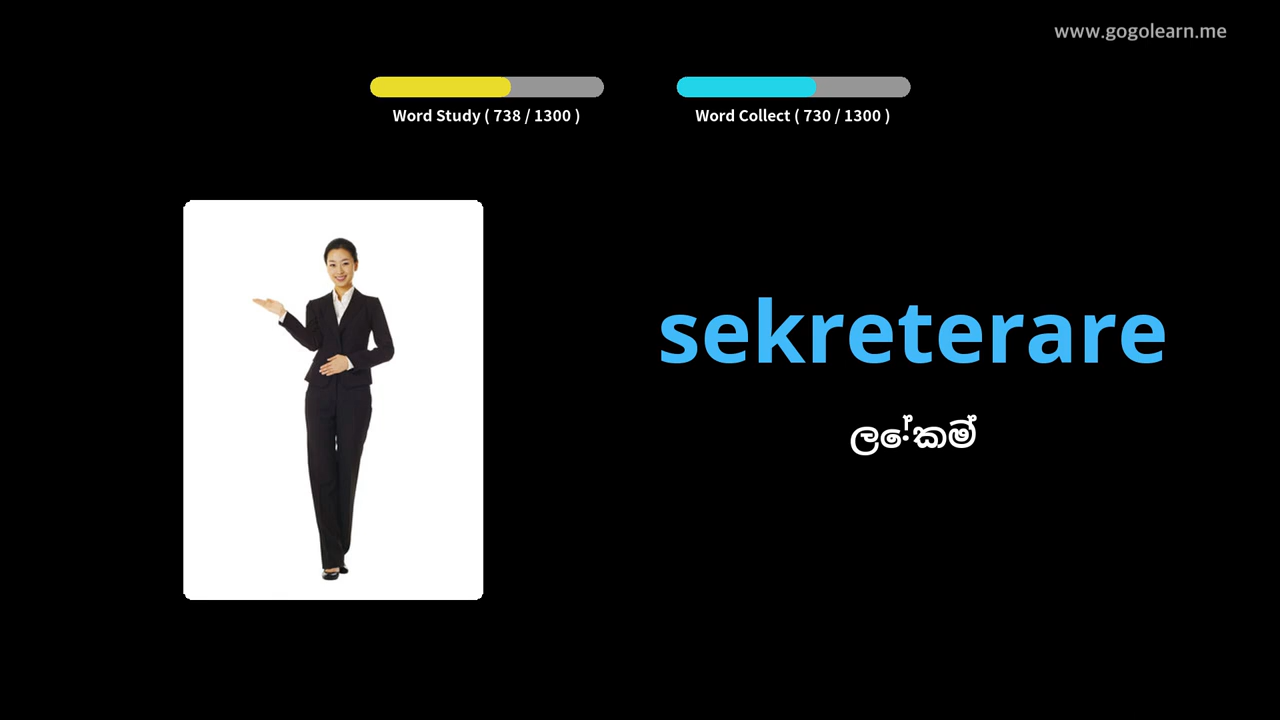 www.gogolearn.me
Word Study ( 738 / 1300 )
Word Collect ( 730 / 1300 )
sekreterare
ලේකම්